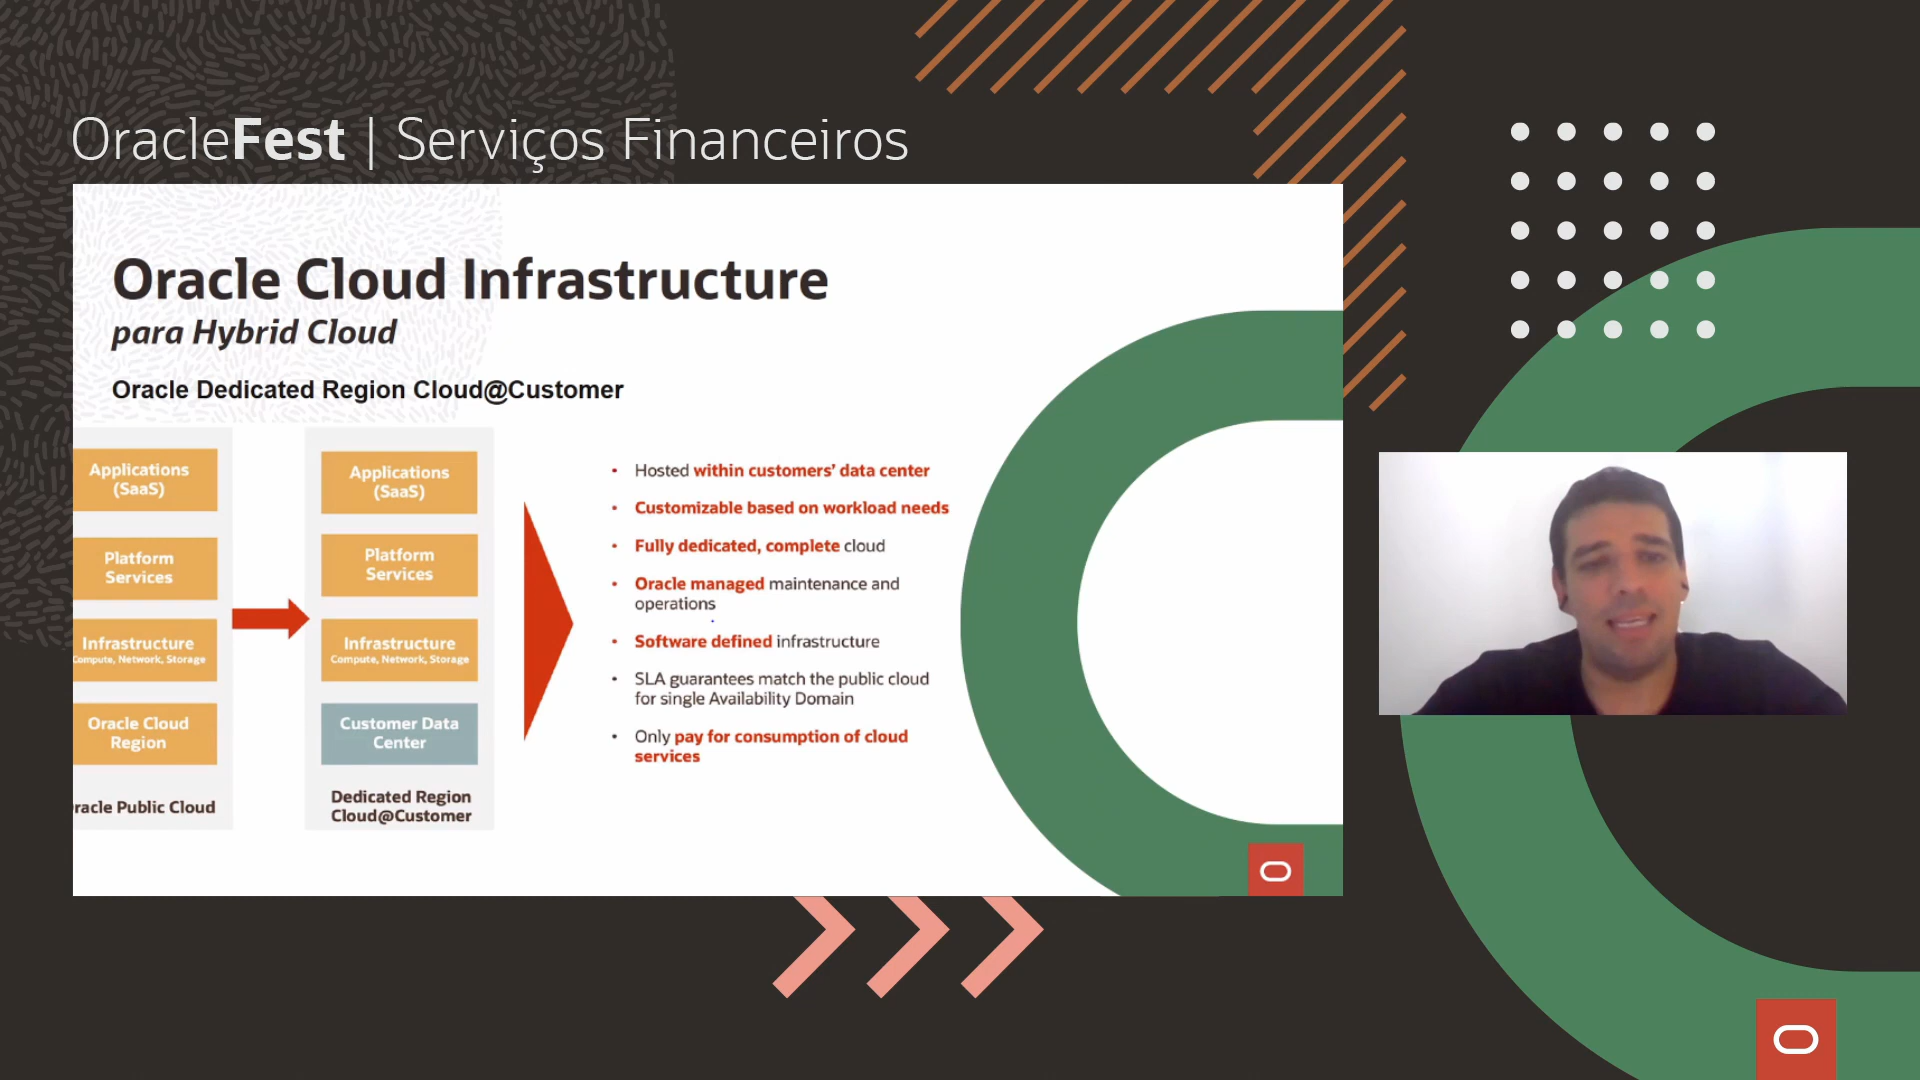 OracleFest | Serviços Financeiros
Oracle Cloud Infrastructure
para Hybrid Cloud
Oracle Dedicated Region Cloud@Customer
Applications
(SaaS)
Platform
Services
Infrastructure
Compute, Network, Storage
Oracle Cloud
Region
racle Public Cloud
Applications
(SaaS)
Platform
Services
Infrastructure
Compute, Network, Storage
Customer Data
Center
Dedicated Region
Cloud@Customer
• Hosted within customers' data center
• Customizable based on workload needs
• Fully dedicated, complete cloud
• Oracle managed maintenance and
operations
• Software defined infrastructure
• SLA guarantees match the public cloud
for single Availability Domain
• Only pay for consumption of cloud
services